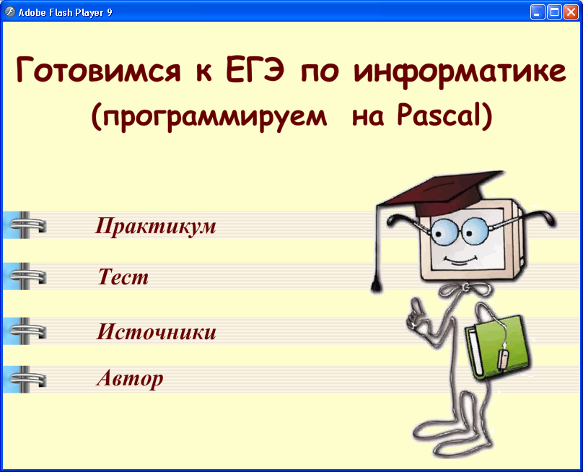 Adobe Flash Player 9
Готовимся к ЕГЭ по информатике
(программируем на Pascal)
Практикум
Тест
Источники
Автор